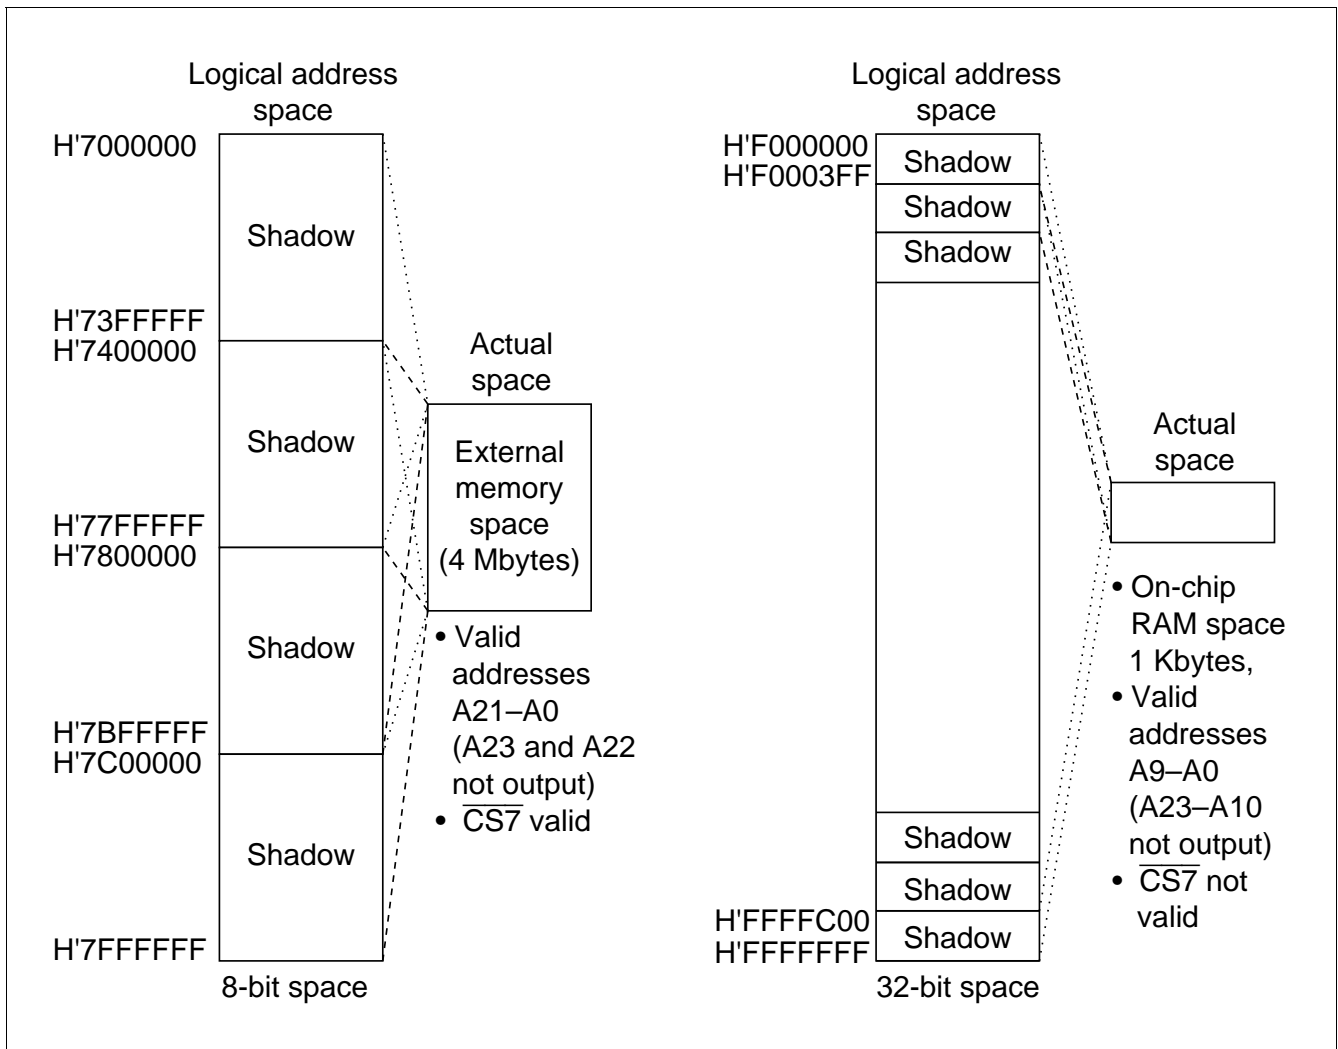 Logical address
space
H'7000000
Shadow
H'73FFFFF
H'7400000
Shadow
H'77FFFFF
H'7800000
Shadow
H'7BFFFFF
H'7C00000
Shadow
H'7FFFFFF
8-bit space
Actual
space
External
memory
space
(4 Mbytes)
• Valid
addresses
A21–A0
(A23 and A22
not output)
• C̅S̅7̅ valid
Logical address
space
H'F000000
H'F0003FF
Shadow
Shadow
Shadow
Shadow
Shadow
H'FFFFC00
H'FFFFFFF
Shadow
32-bit space
Actual
space
• On-chip
RAM space
1 Kbytes,
• Valid
addresses
A9–A0
(A23–A10
not output)
• C̅S̅7̅ not
valid